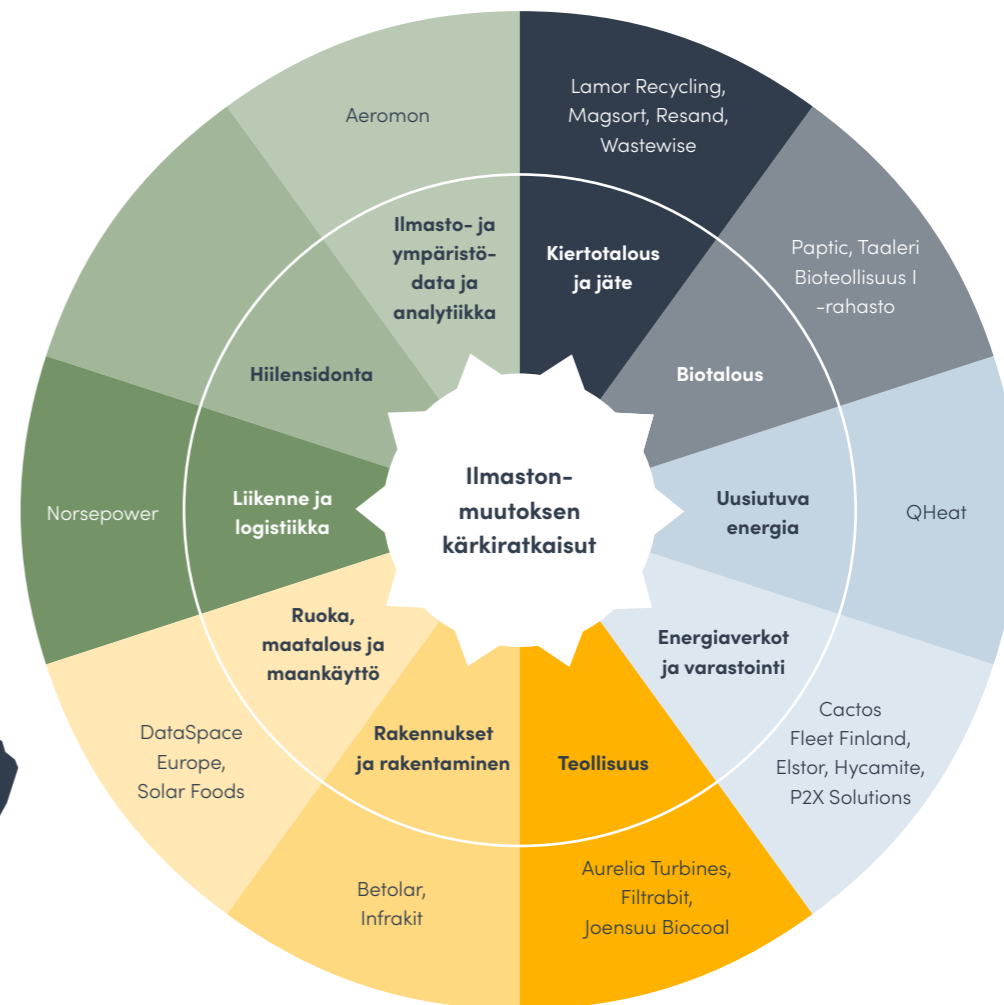 Ilmaston-
muutoksen
kärkiratkaisut
Kiertotalous
ja jäte
Lamor Recycling,
Magsort, Resand,
Wastewise
Biotalous
Paptic, Taaleri
Bioteollisuus I
-rahasto
Uusiutuva
energia
QHeat
Energiaverkot
ja varastointi
Cactos
Fleet Finland,
Elstor, Hycamite,
P2X Solutions
Teollisuus
Aurelia Turbines,
Filtrabit,
Joensuu Biocoal
Rakennukset
ja rakentaminen
Betolar,
Infrakit
Ruoka,
maatalous ja
maankäyttö
DataSpace
Europe,
Solar Foods
Liikenne ja
logistiikka
Norsepower
Hiilensidonta
Ilmasto- ja
ympäristö-
data ja
analytiikka
Aeromon